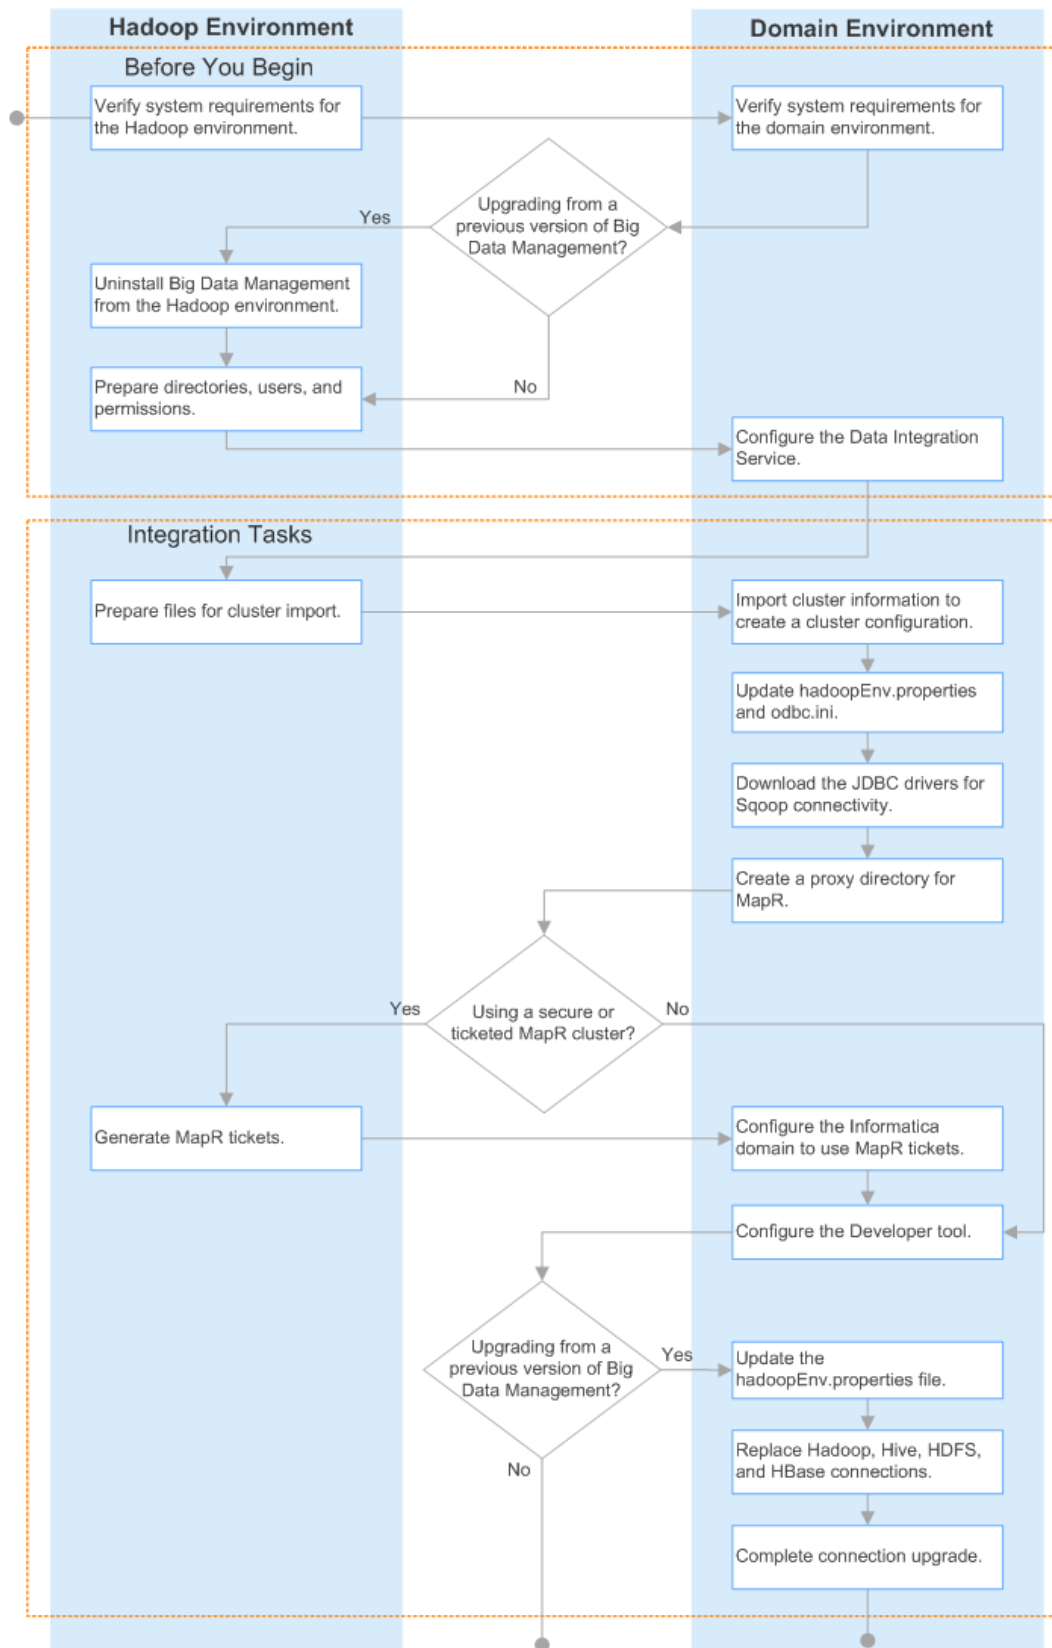 Hadoop Environment
Domain Environment
Before You Begin
Verify system requirements for
the Hadoop environment.
Verify system requirements for
the domain environment.
Upgrading from a
previous version of Big
Data Management?
Yes
Uninstall Big Data Management
from the Hadoop environment.
No
Prepare directories, users, and
permissions.
Configure the Data Integration
Service.
Integration Tasks
Prepare files for cluster import.
Import cluster information to
create a cluster configuration.
Update hadoopEnv.properties
and odbc.ini.
Download the JDBC drivers for
Sqoop connectivity.
Create a proxy directory for
MapR.
Using a secure or
ticketed MapR cluster?
Yes
No
Generate MapR tickets.
Configure the Informatica
domain to use MapR tickets.
Configure the Developer tool.
Upgrading from a
previous version of Big
Data Management?
Yes
Update the
hadoopEnv.properties file.
No
Replace Hadoop, Hive, HDFS,
and HBase connections.
Complete connection upgrade.